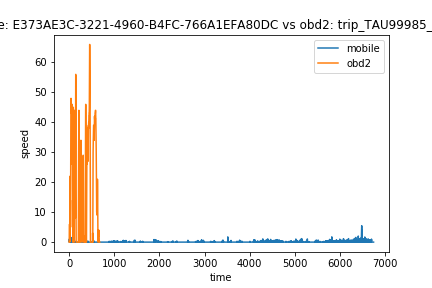 e: E373AE3C-3221-4960-B4FC-766A1EFA80DC vs obd2: trip_TAU99985_
mobile
obd2
60
50
40
30
20
10
0
speed
0 1000 2000 3000 4000 5000 6000 7000
time